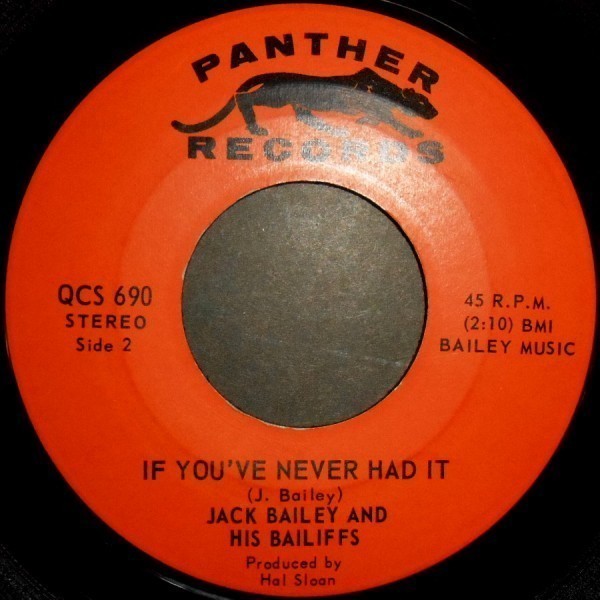 PANTHER
RECORDS
QCS 690
STEREO
Side 2
45 R.P.M.
(2:10) BMI
BAILEY MUSIC
IF YOU'VE NEVER HAD IT
(J. Bailey)
JACK BAILEY AND
HIS BAILIFFS
Produced by
Hal Sloan